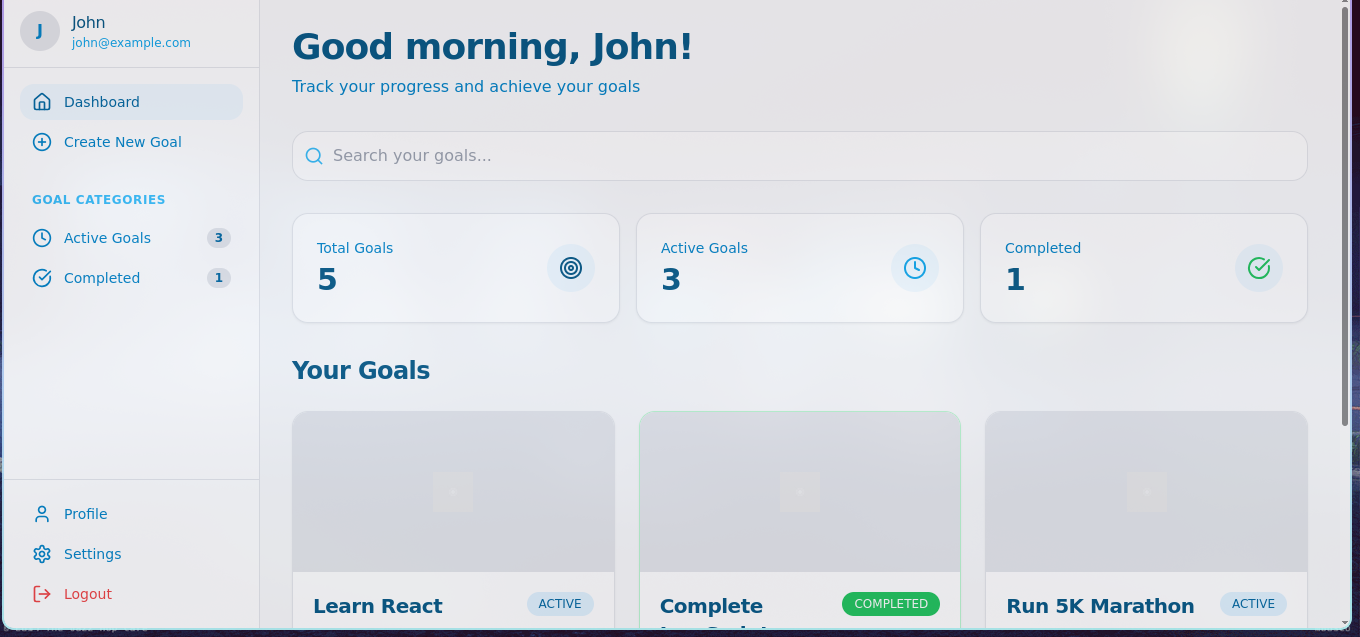 J
John
john@example.com
Dashboard
Create New Goal
GOAL CATEGORIES
Active Goals 3
Completed 1
Profile
Settings
Logout
Good morning, John!
Track your progress and achieve your goals
Search your goals...
Total Goals
5
Active Goals
3
Completed
1
Your Goals
Learn React
ACTIVE
Complete
COMPLETED
Run 5K Marathon
ACTIVE